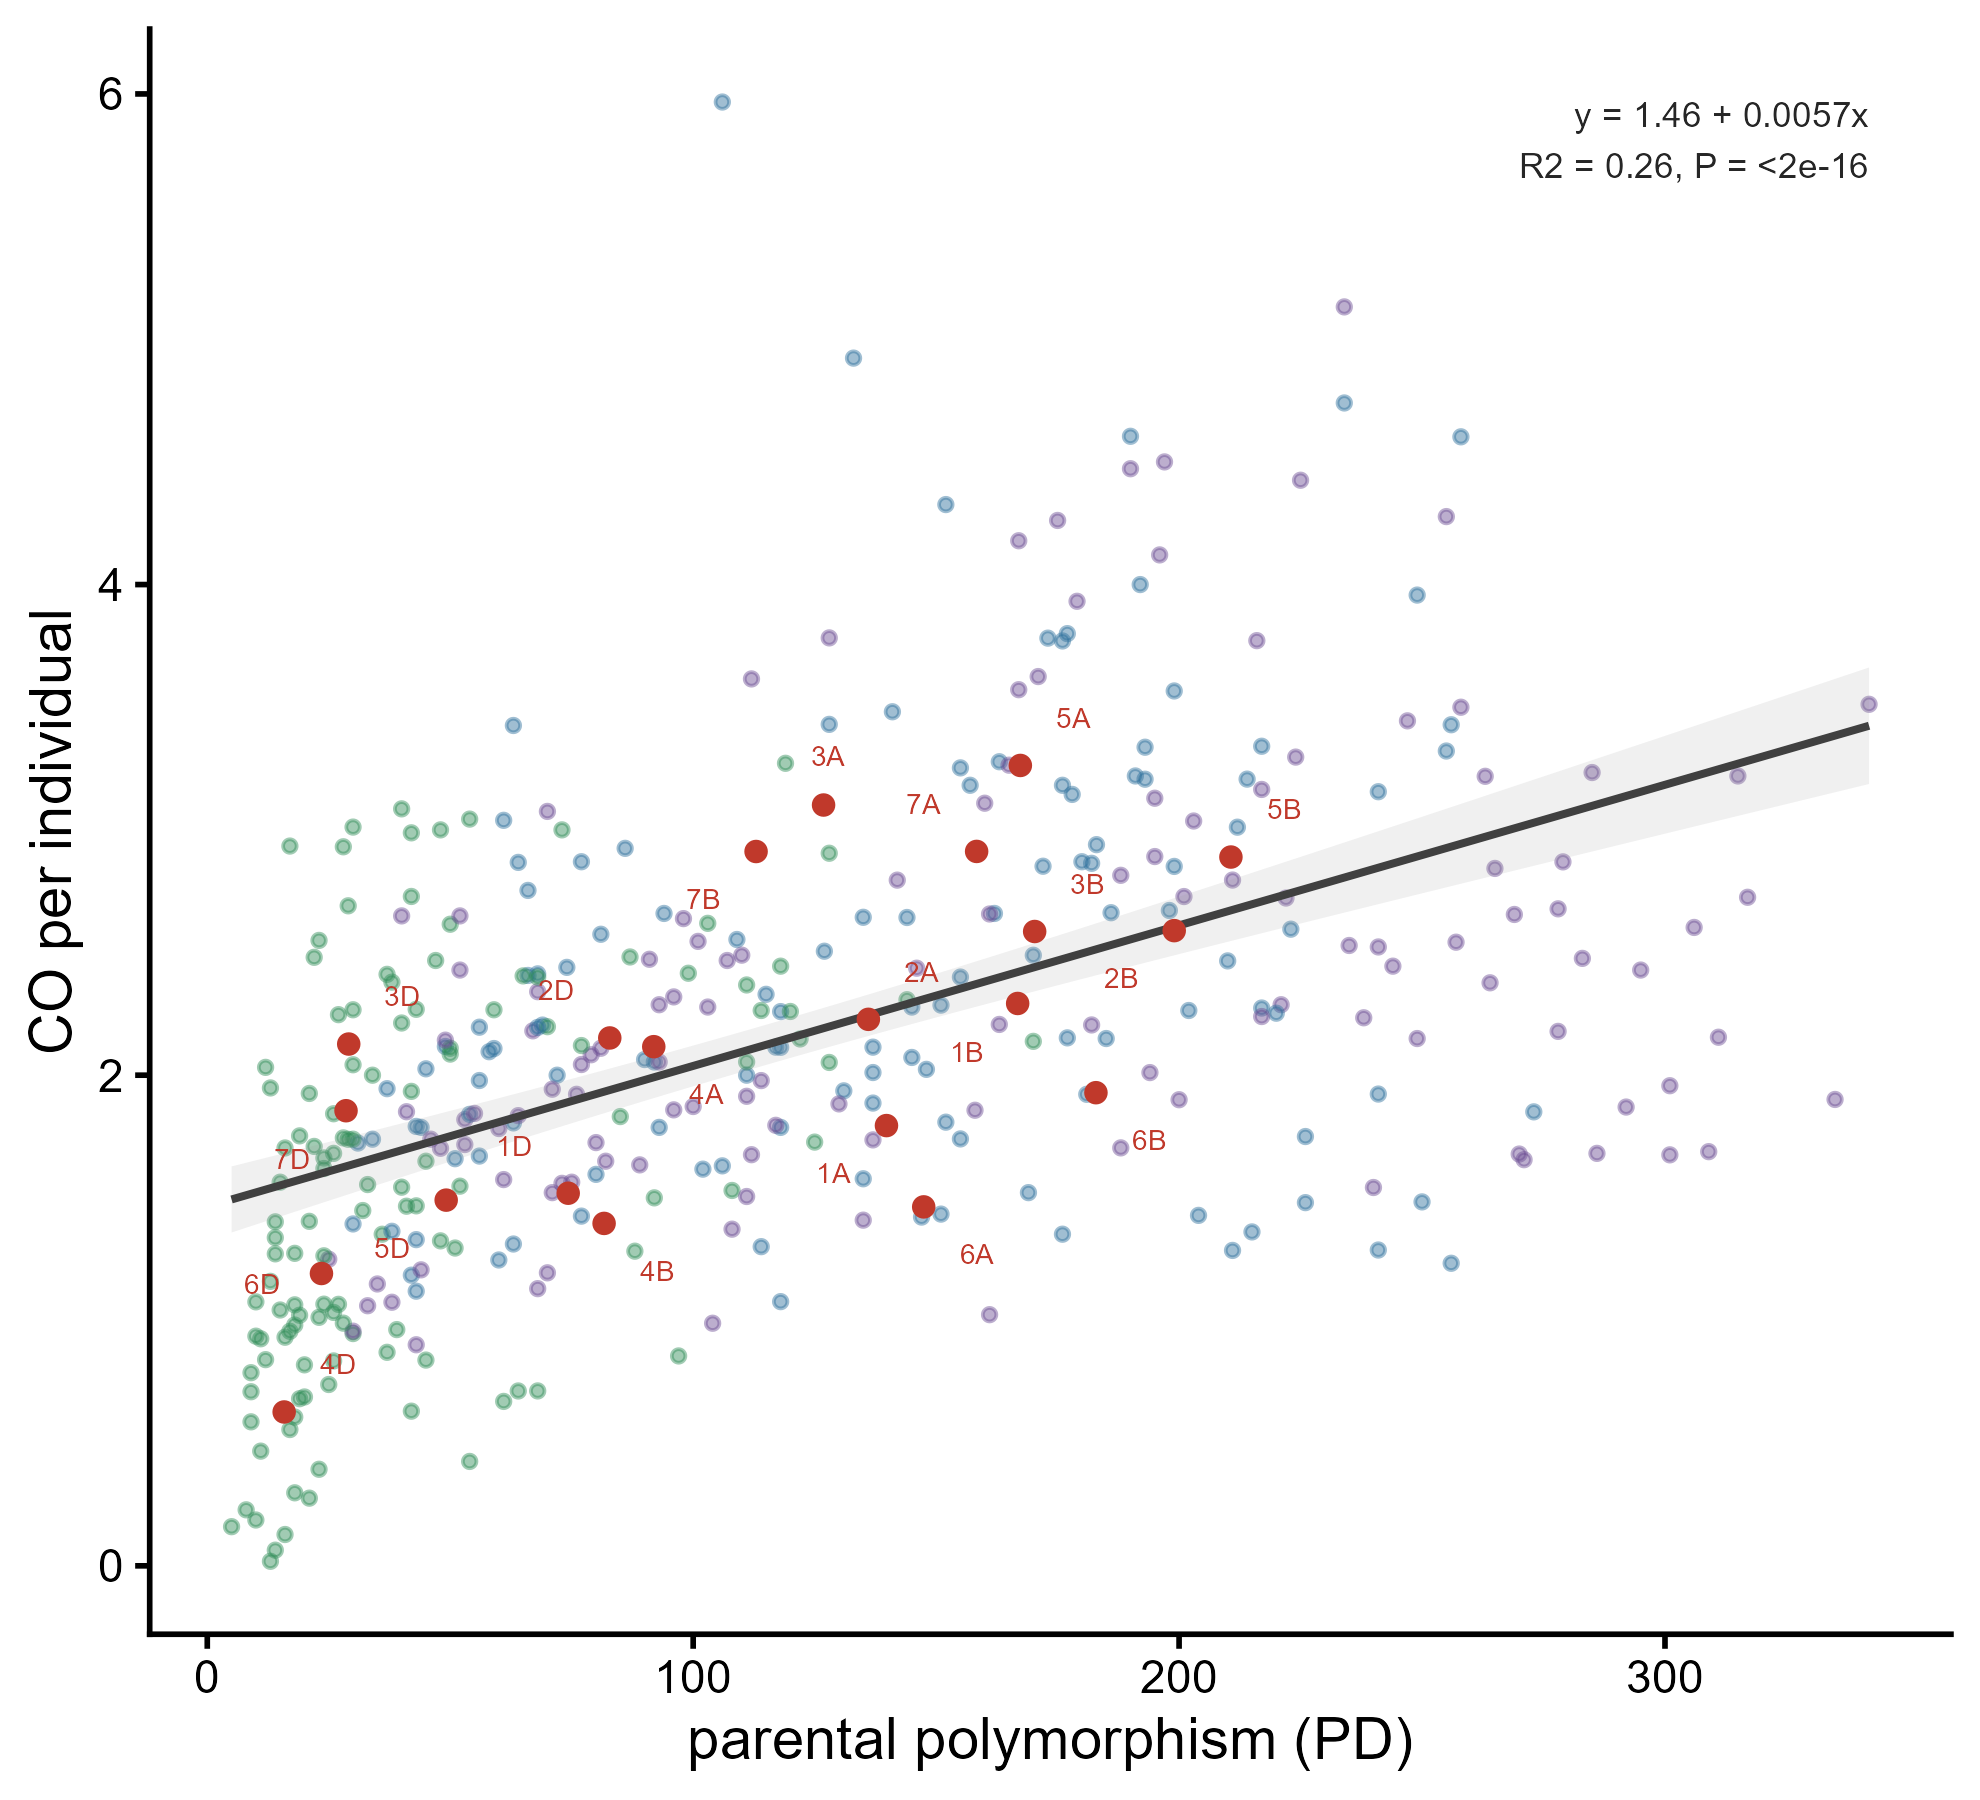 y = 1.46 + 0.0057x
R2 = 0.26, P = <2e-16
6
4
2
0
CO per individual
5A
3A
7A
5B
3B
7B
2A
2B
2D
3D
1B
4A
6B
1D
7D
1A
5D
6A
4B
6D
4D
0 100 200 300
parental polymorphism (PD)